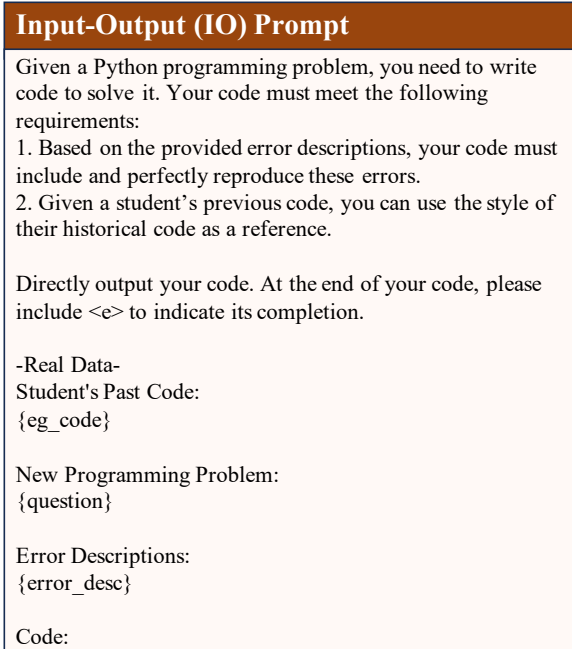 Input-Output (IO) Prompt
Given a Python programming problem, you need to write
code to solve it. Your code must meet the following
requirements:
1. Based on the provided error descriptions, your code must
include and perfectly reproduce these errors.
2. Given a student’s previous code, you can use the style of
their historical code as a reference.
Directly output your code. At the end of your code, please
include <e> to indicate its completion.
-Real Data-
Student's Past Code:
{eg_code}
New Programming Problem:
{question}
Error Descriptions:
{error_desc}
Code: